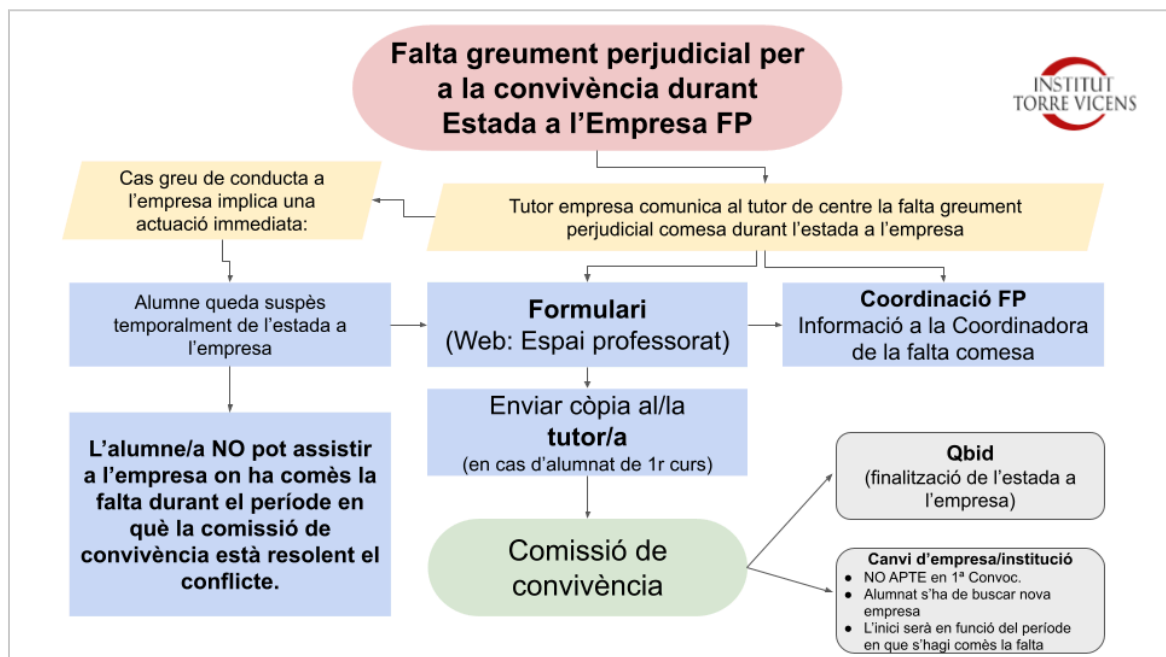 Falta greument perjudicial per
a la convivència durant
Estada a l’Empresa FP
INSTITUT
TORRE VICENS
Cas greu de conducta a
l’empresa implica una
actuació immediata:
Tutor empresa comunica al tutor de centre la falta greument
perjudicial comesa durant l’estada a l’empresa
Alumne queda suspès
temporalment de l’estada a
l’empresa
Formulari
(Web: Espai professorat)
Coordinació FP
Informació a la Coordinadora
de la falta comesa
L’alumne/a NO pot assistir
a l’empresa on ha comès la
falta durant el període en
què la comissió de
convivència està resolent el
conflicte.
Enviar còpia al/la
tutor/a
(en cas d’alumnat de 1r curs)
Comissió de
convivència
Qbid
(finalització de l’estada a
l’empresa)
Canvi d’empresa/institució
● NO APTE en 1ª Convoc.
● Alumnat s’ha de buscar nova
empresa
● L’inici serà en funció del període
en que s’hagi comès la falta